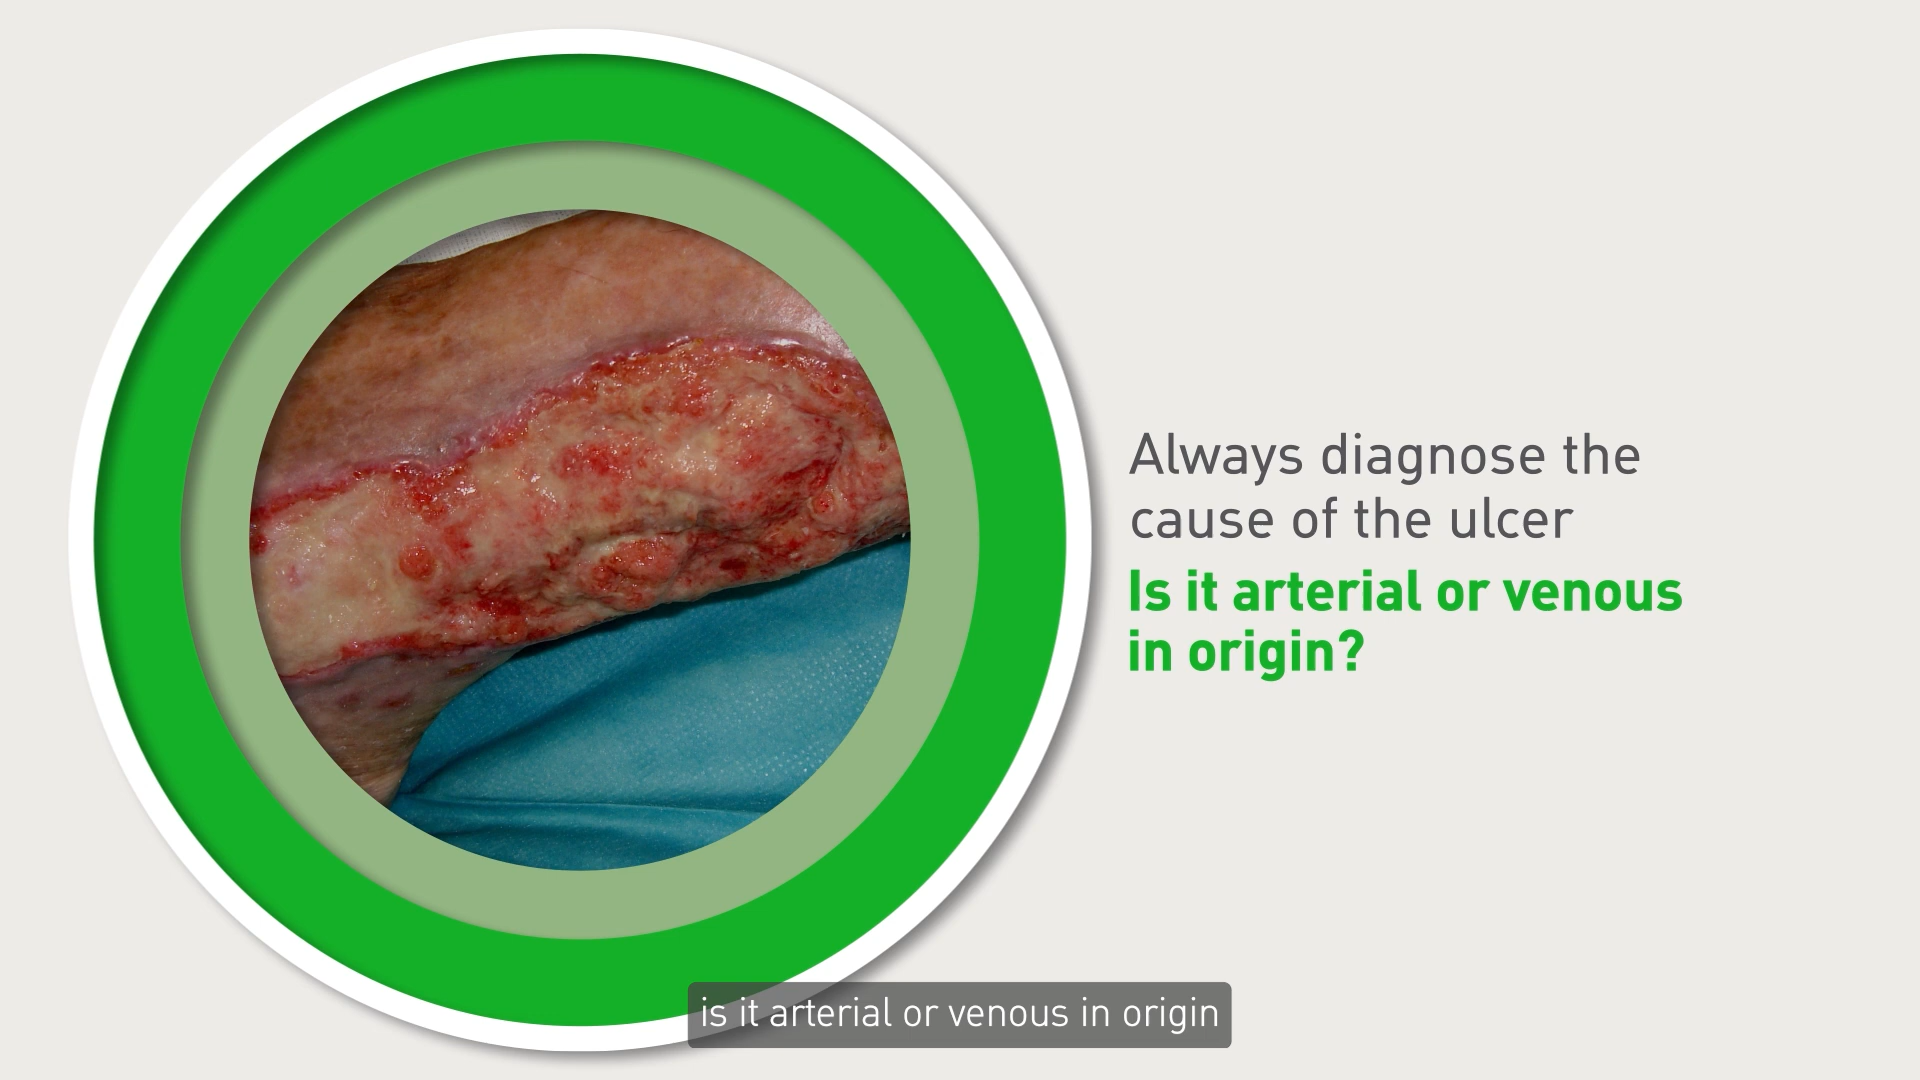 Always diagnose the
cause of the ulcer
Is it arterial or venous
in origin?
is it arterial or venous in origin